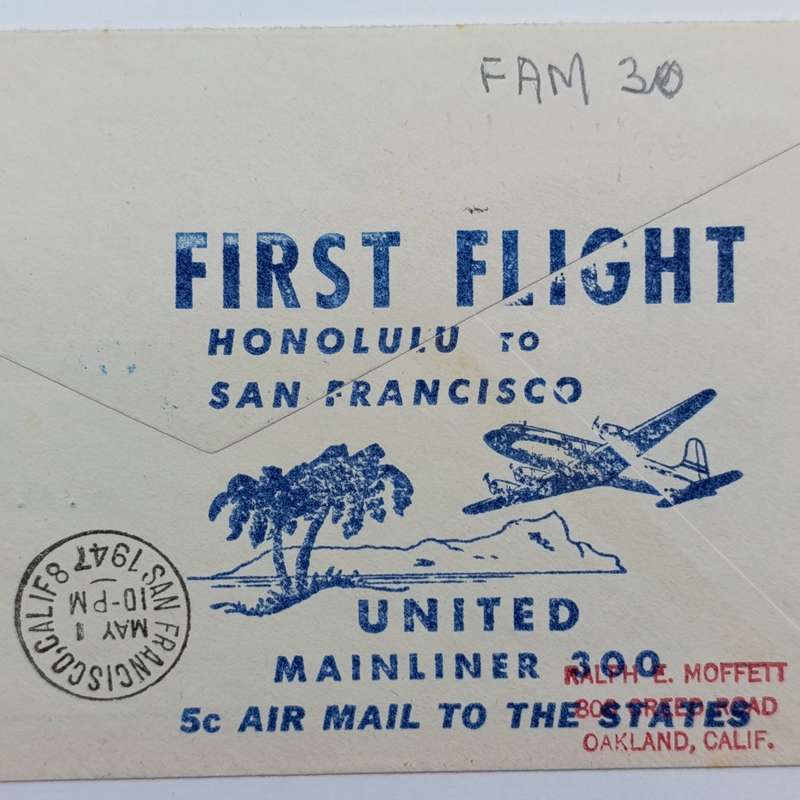 FAM 30
FIRST FLIGHT
HONOLULU TO
SAN FRANCISCO
UNITED
MAINLINER 300
5c AIR MAIL TO THE STATES
SAN FRANCISCO, CALIF 8
MAY 1
10-PM
1947
RALPH E. MOFFETT
ROAD
OAKLAND, CALIF.